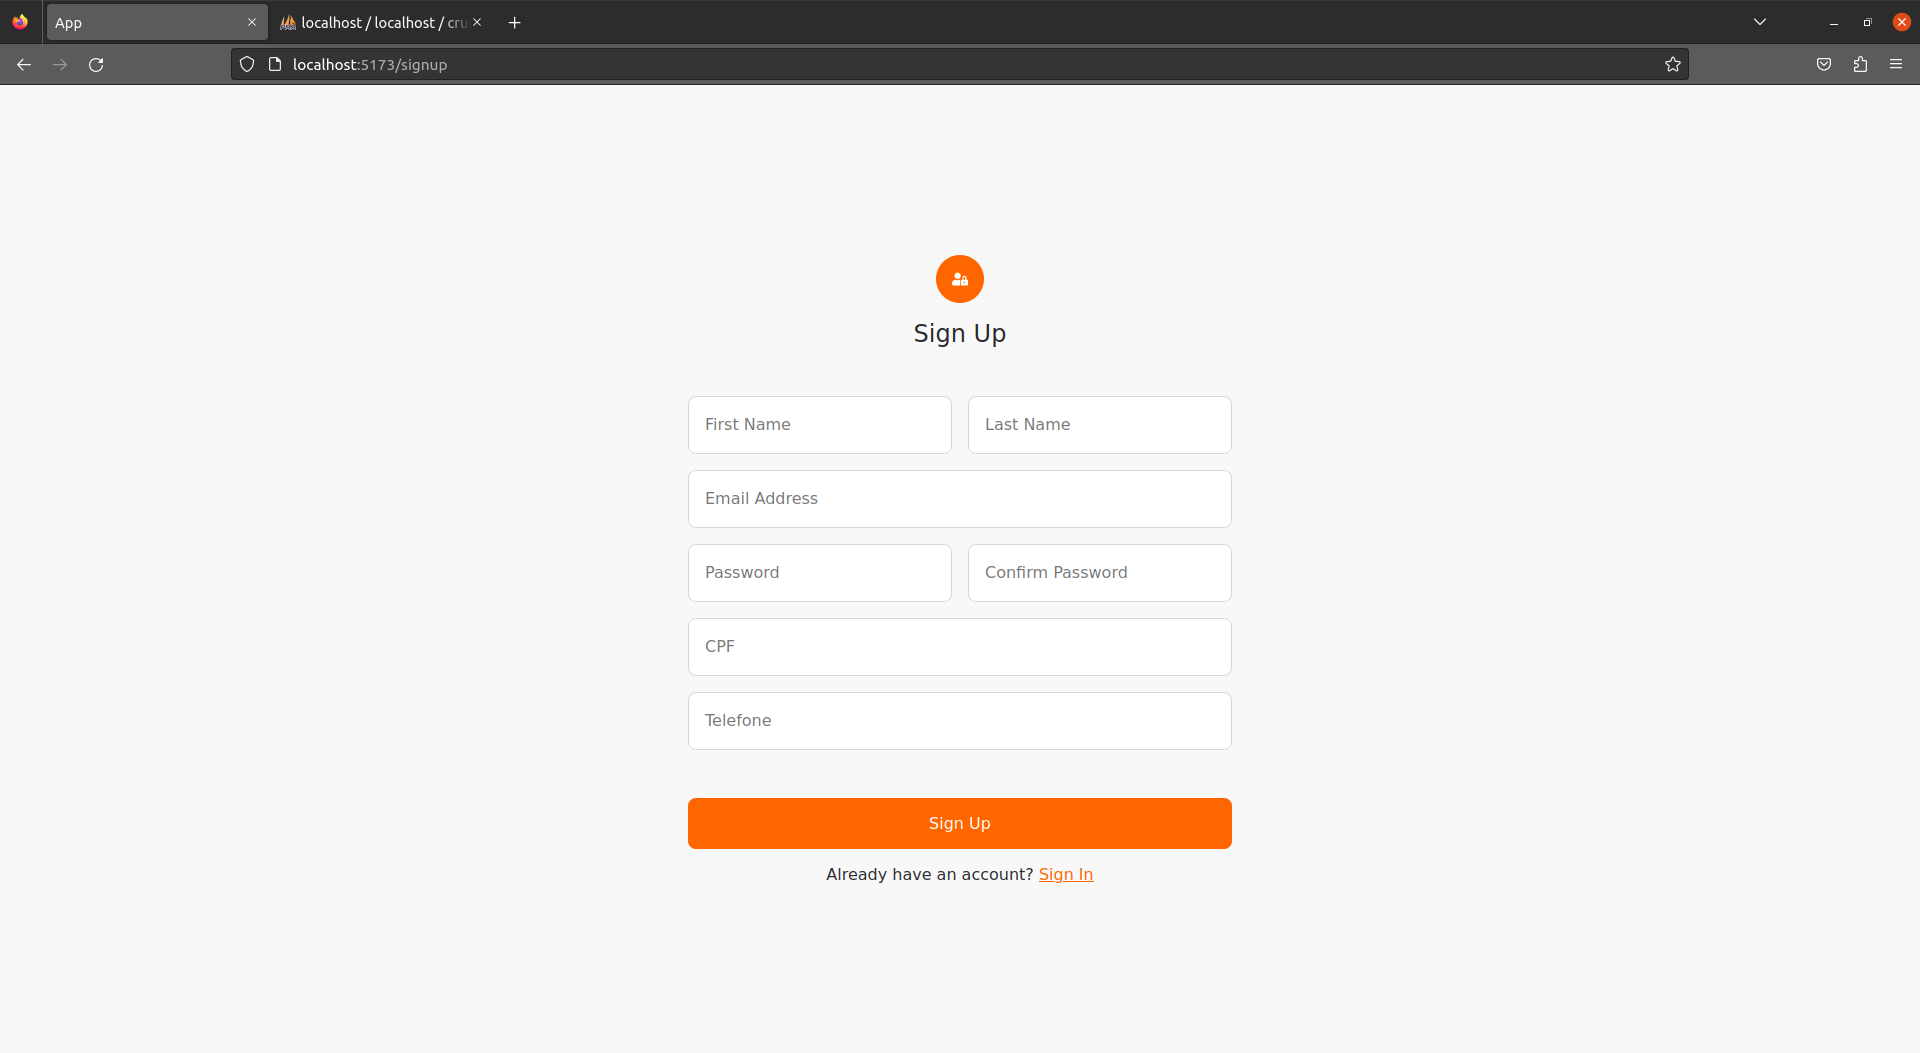 App
localhost / localhost / cru
localhost:5173/signup
Sign Up
First Name
Last Name
Email Address
Password
Confirm Password
CPF
Telefone
Sign Up
Already have an account? Sign In